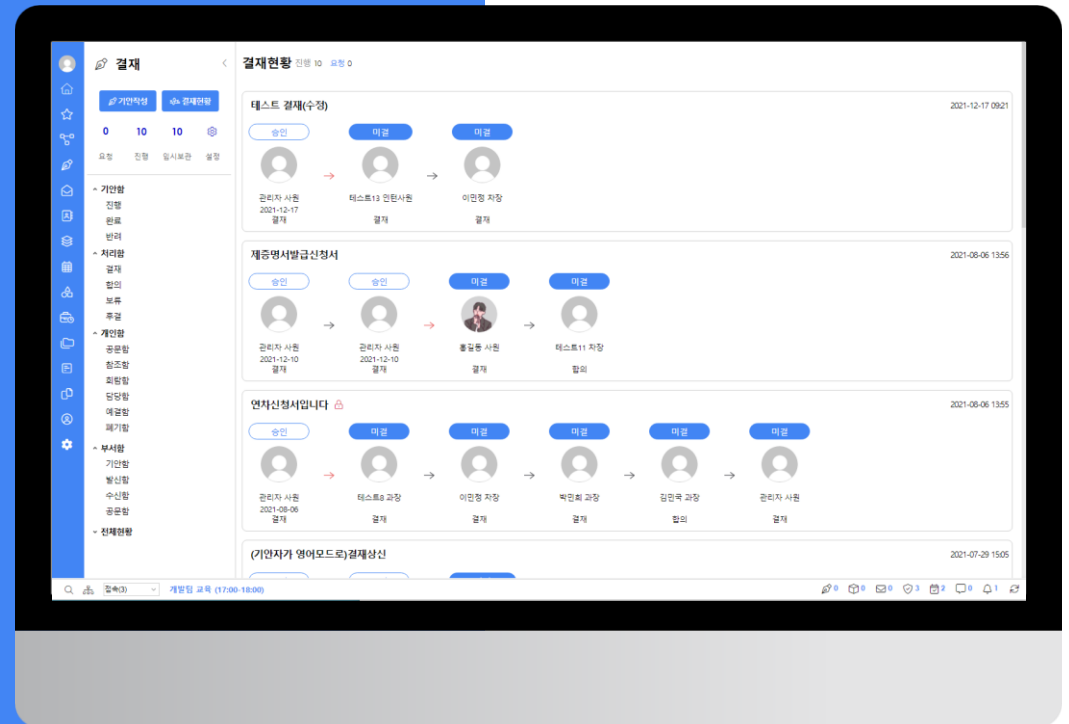 결재
기안작성 결재현황
0 10 10
요청 진행 임시보관 설정
기안함
진행
완료
반려
처리함
결재
합의
보류
후결
개인함
공문함
참조함
회람함
담당함
예결함
폐기함
부서함
기안함
발신함
수신함
공문함
전체현황
결재현황 진행 10 요청 0
테스트 결재(수정) 2021-12-17 09:21
승인 미결 미결
관리자 사원 테스트13 인턴사원 이민정 차장
2021-12-17
결재 결재 결재
제증명서발급신청서 2021-08-06 13:56
승인 승인 미결 미결
관리자 사원 관리자 사원 홍길동 사원 테스트11 차장
2021-12-10 2021-12-10
결재 결재 결재 합의
연차신청서입니다 2021-08-06 13:55
승인 미결 미결 미결 미결 미결
관리자 사원 테스트8 과장 이민정 차장 박민희 과장 김민국 과장 관리자 사원
2021-08-06
결재 결재 결재 결재 합의 결재
(기안자가 영어모드로)결재상신 2021-07-29 15:05
접속(3) 개발팀 교육 (17:00-18:00) 0 0 0 3 2 0 1